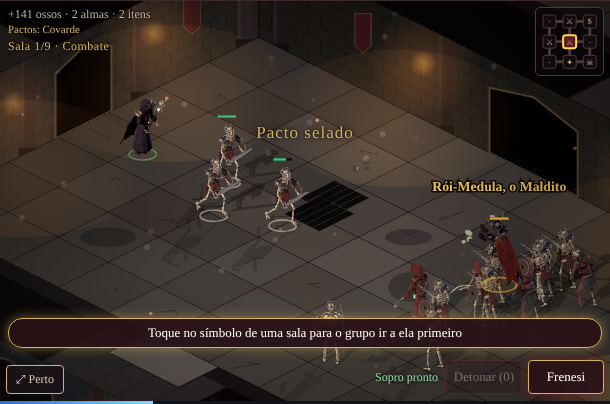 +141 ossos · 2 almas · 2 itens
Pactos: Covarde
Sala 1/9 · Combate
$
Pacto selado
Rói-Medula, o Maldito
Toque no símbolo de uma sala para o grupo ir a ela primeiro
Perto
Sopro pronto
Detonar (0)
Frenesi